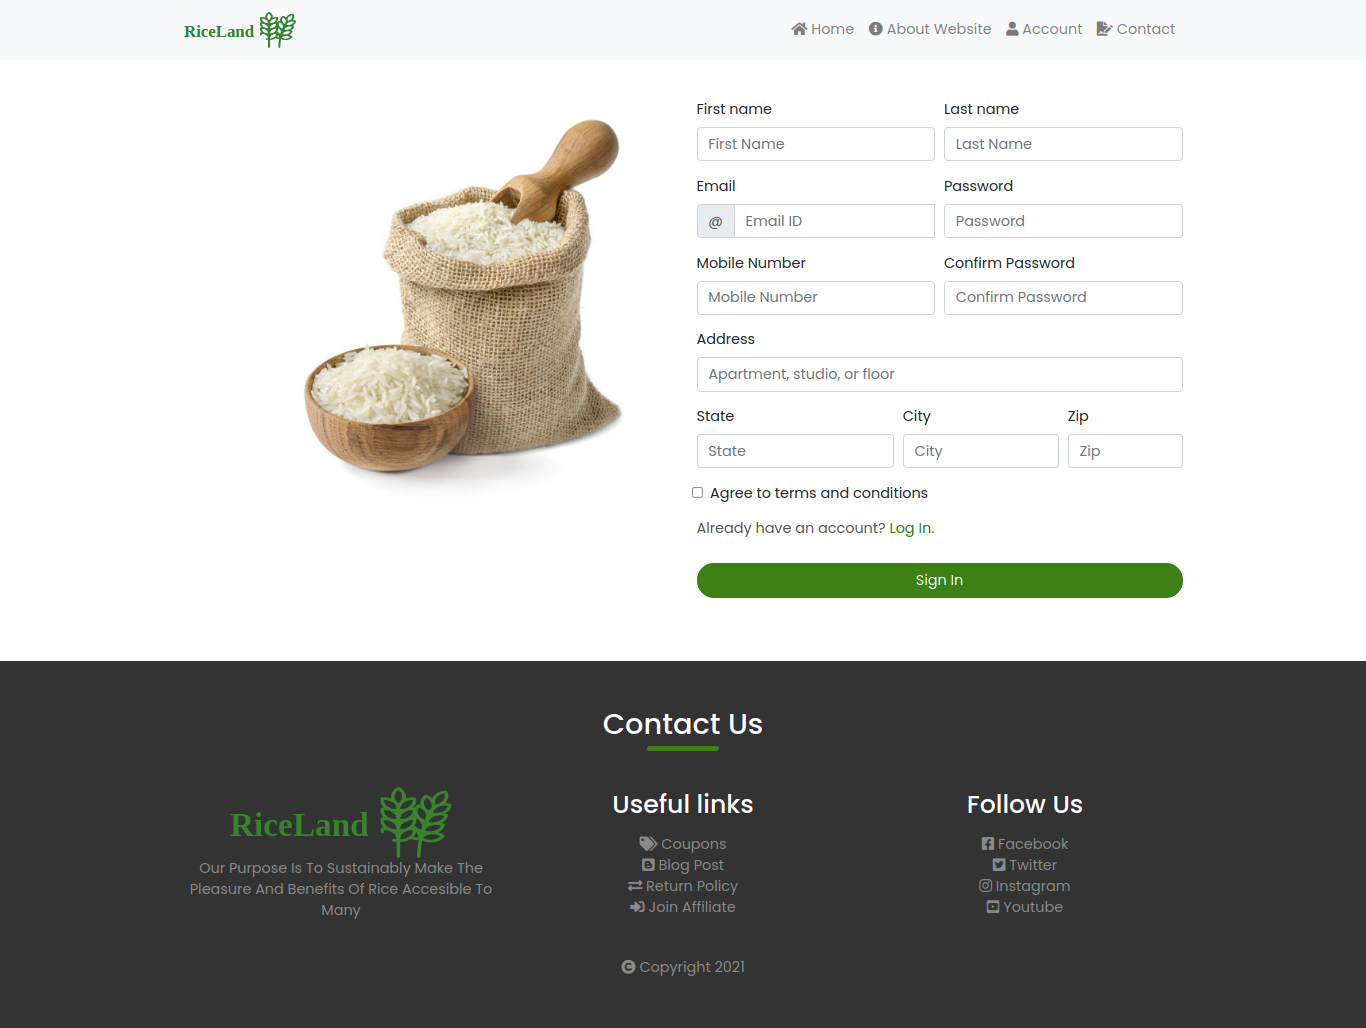 RiceLand
Home About Website Account Contact
First name Last name
First Name Last Name
Email Password
@ Email ID Password
Mobile Number Confirm Password
Mobile Number Confirm Password
Address
Apartment, studio, or floor
State City Zip
State City Zip
Agree to terms and conditions
Already have an account? Log In.
Sign In
Contact Us
RiceLand
Our Purpose Is To Sustainably Make The
Pleasure And Benefits Of Rice Accesible To
Many
Useful links
Coupons
Blog Post
Return Policy
Join Affiliate
Follow Us
Facebook
Twitter
Instagram
Youtube
Copyright 2021